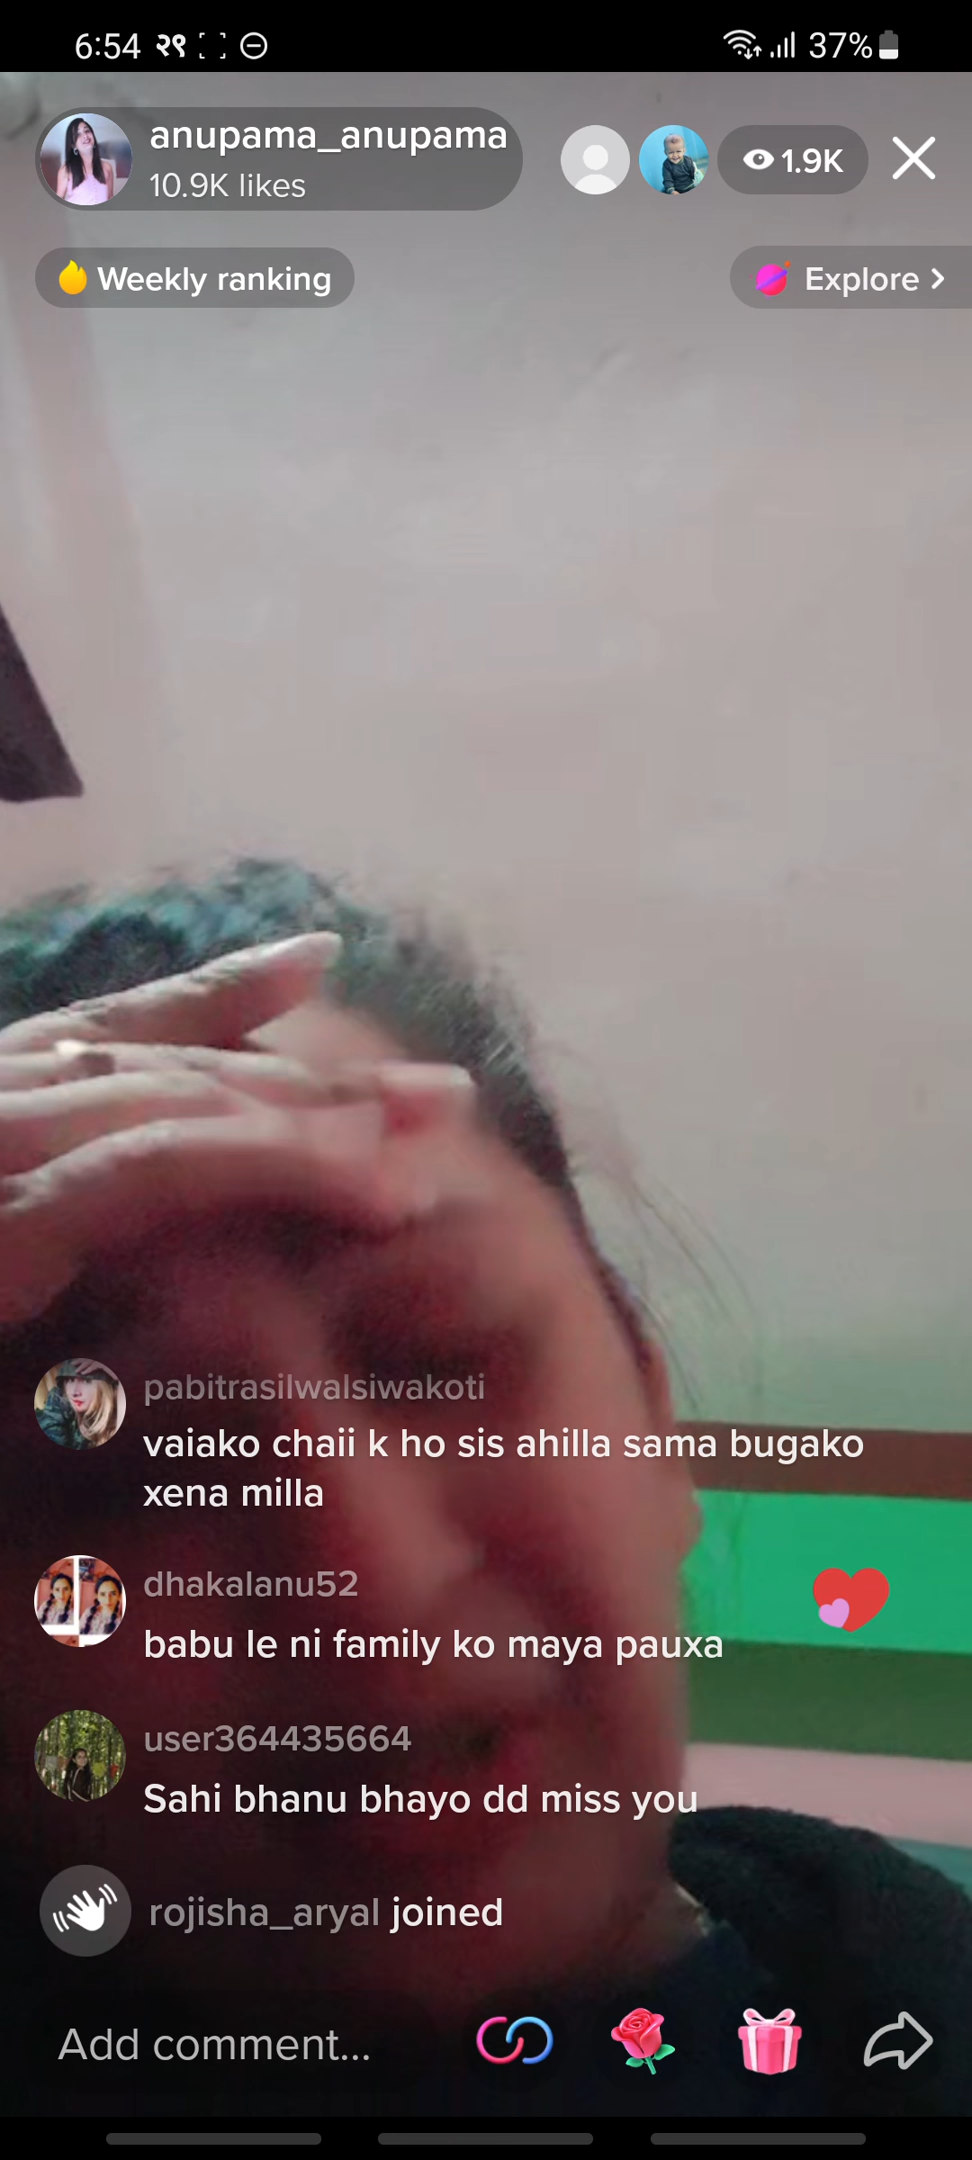 6:54 २९ 37%
anupama_anupama
10.9K likes
1.9K
Weekly ranking
Explore >
pabitrasilwalsiwakoti
vaiako chaii k ho sis ahilla sama bugako
xena milla
dhakalanu52
babu le ni family ko maya pauxa
user364435664
Sahi bhanu bhayo dd miss you
rojisha_aryal joined
Add comment...